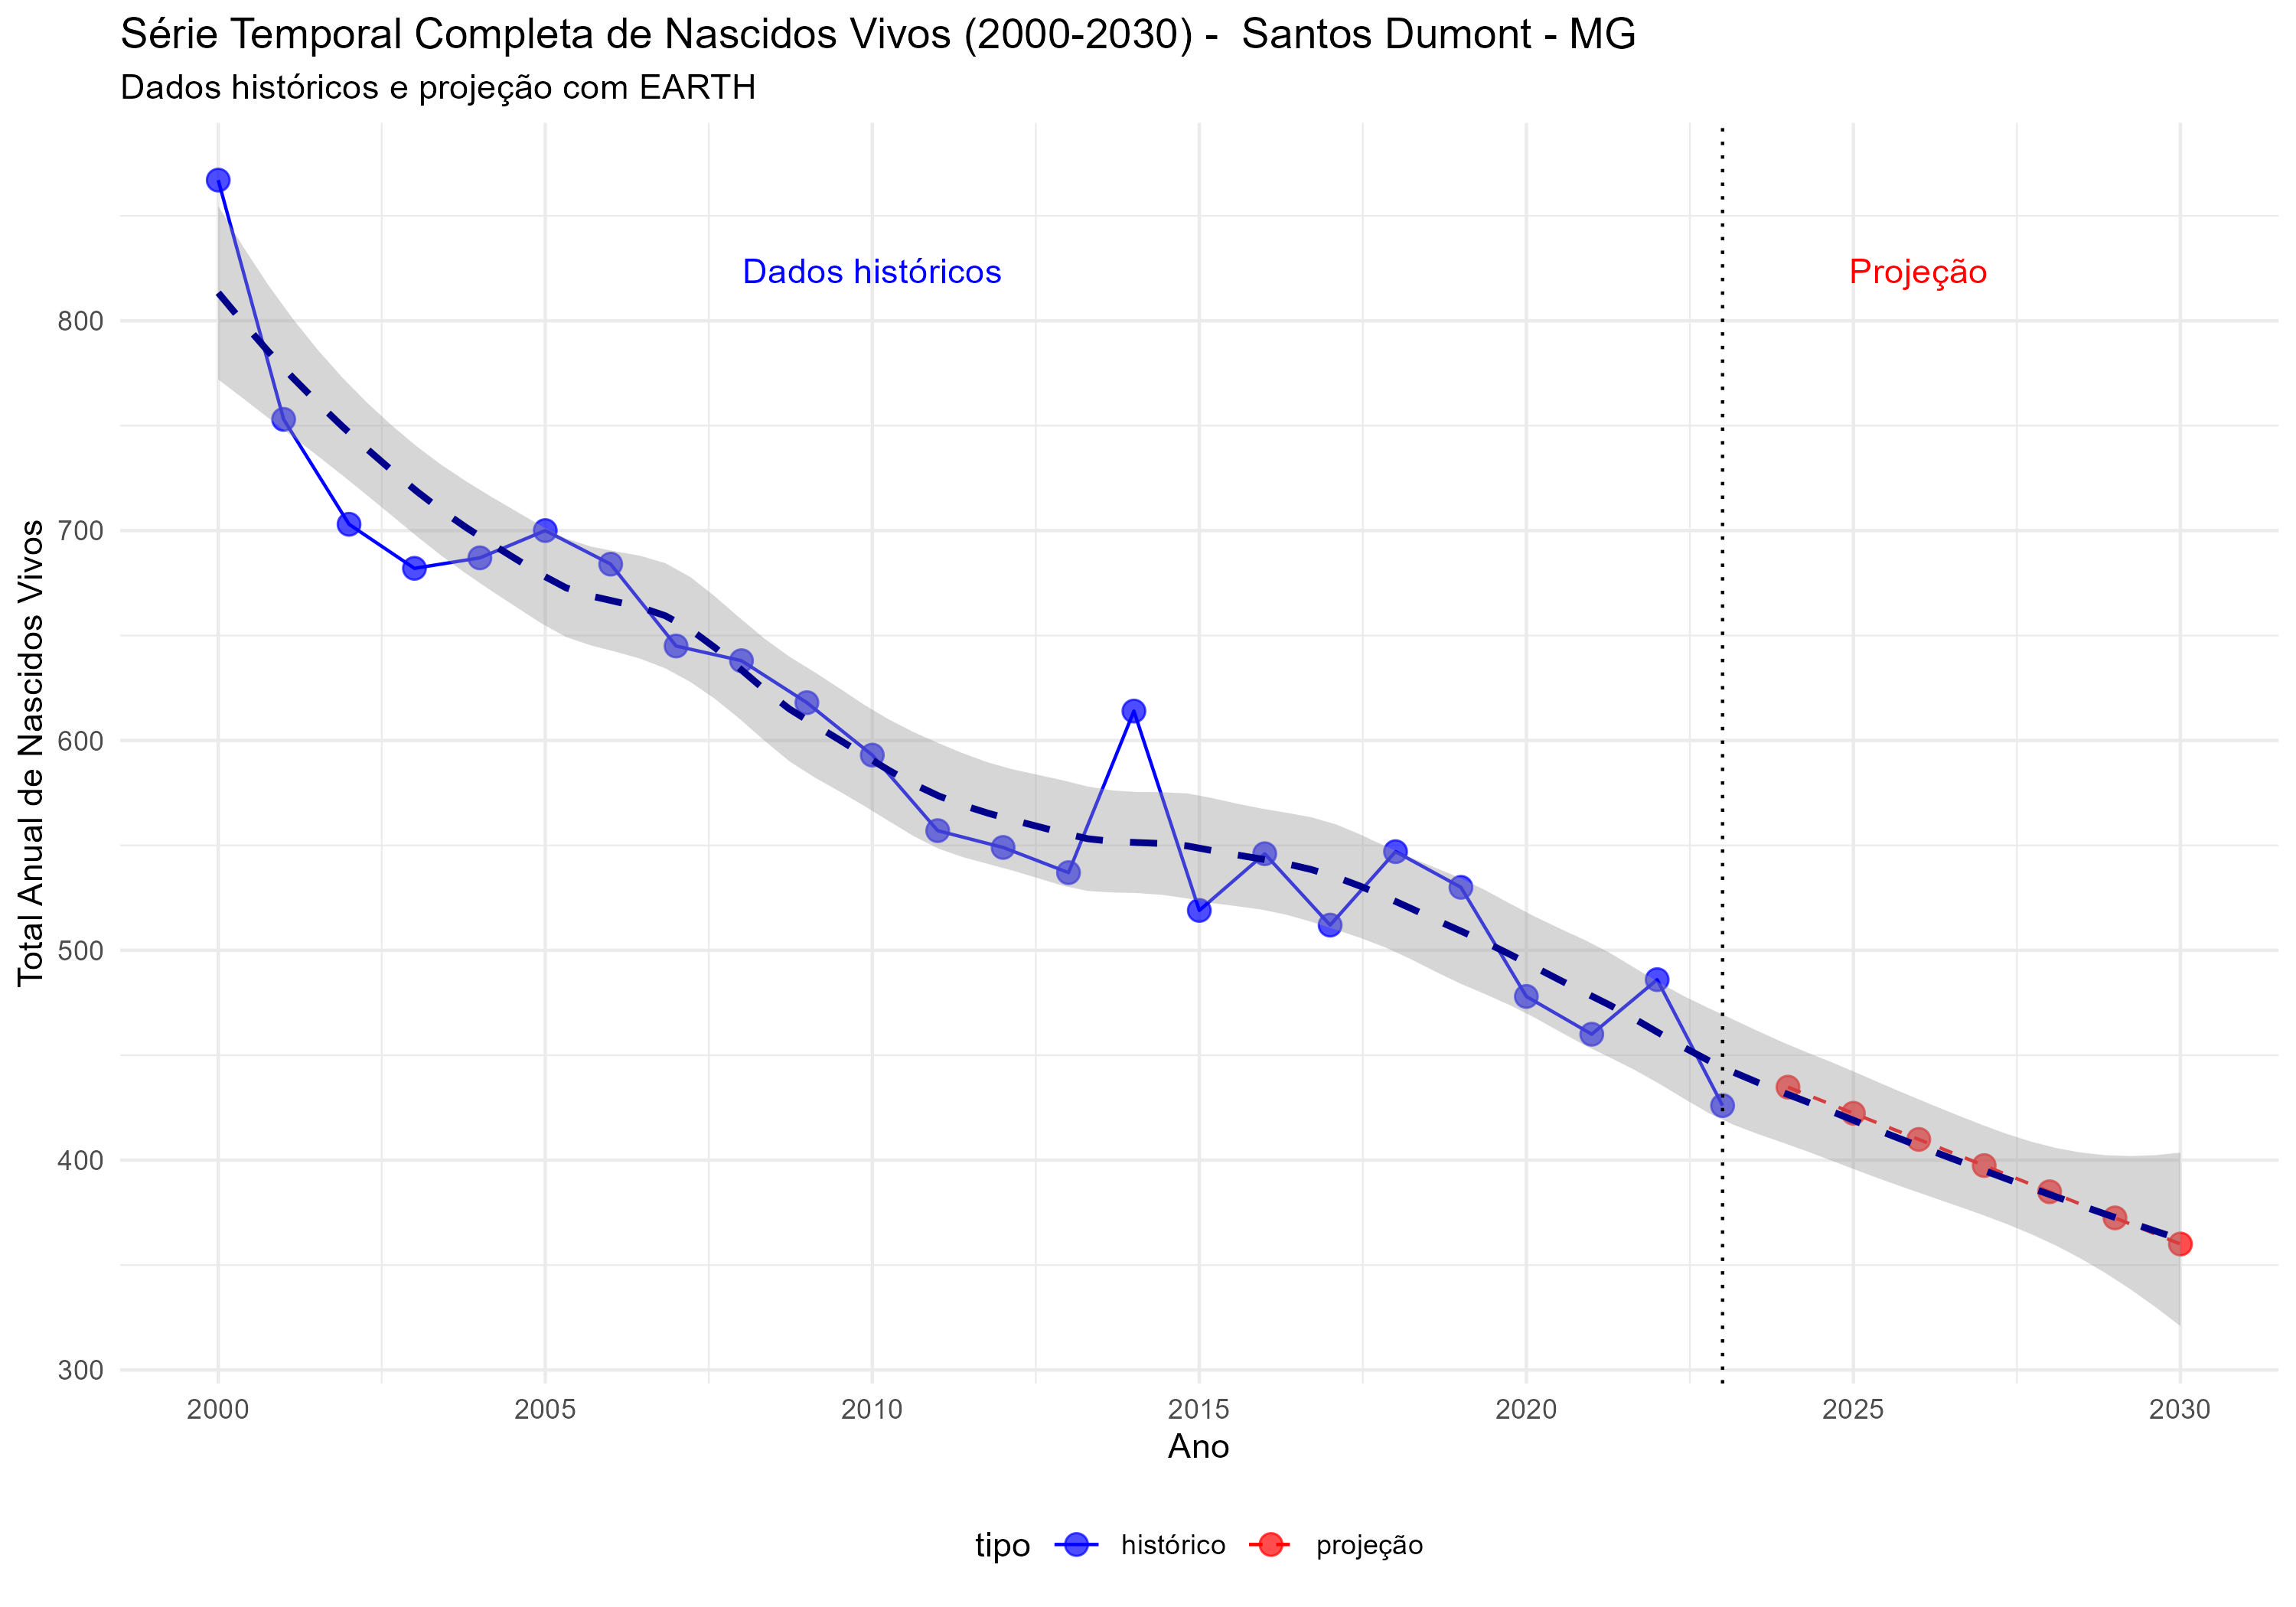 Série Temporal Completa de Nascidos Vivos (2000-2030) -  Santos Dumont - MG
Dados históricos e projeção com EARTH
Dados históricos
Projeção
Total Anual de Nascidos Vivos
800
700
600
500
400
300
2000
2005
2010
2015
2020
2025
2030
Ano
tipo
histórico
projeção